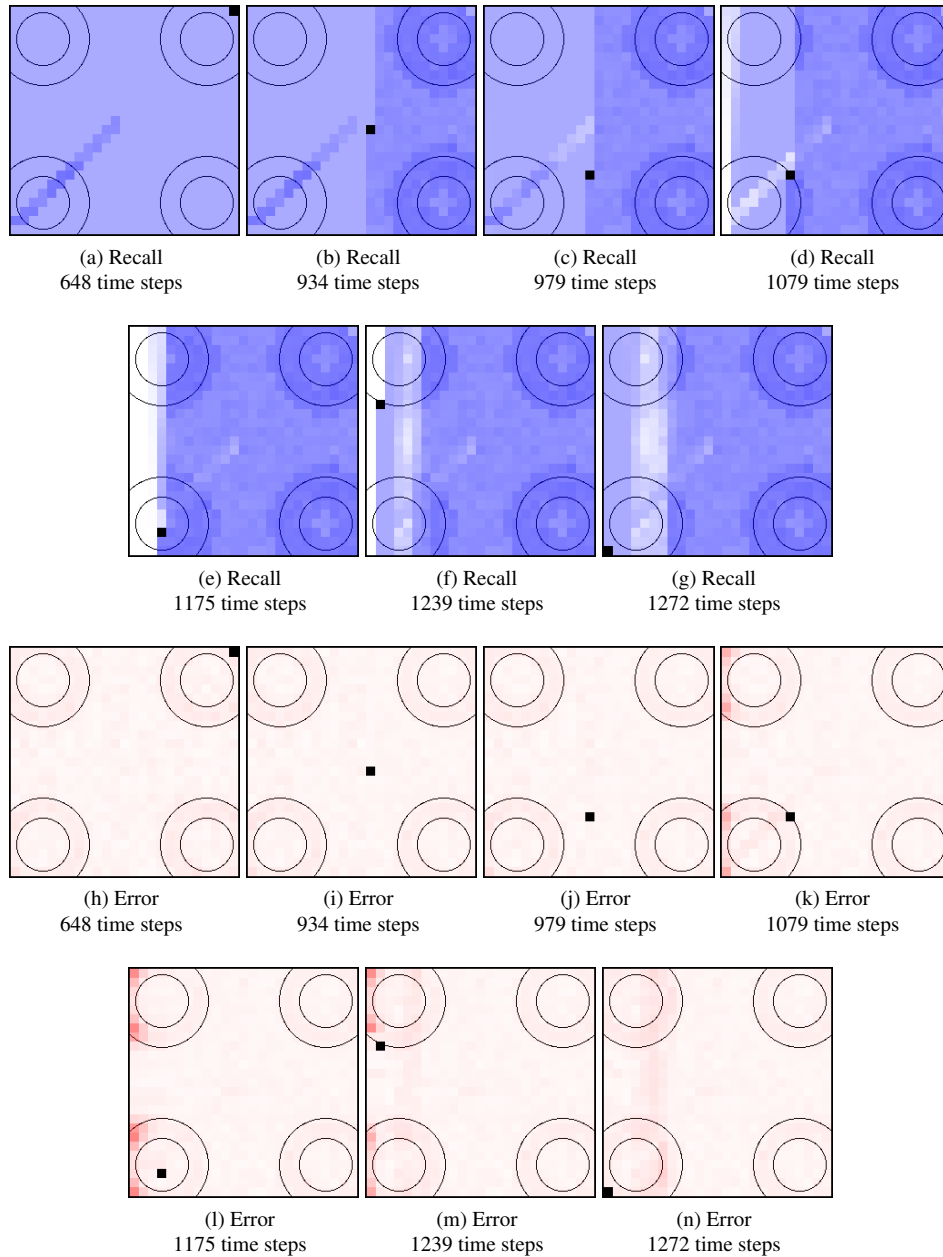 (a) Recall
648 time steps
(b) Recall
934 time steps
(c) Recall
979 time steps
(d) Recall
1079 time steps
(e) Recall
1175 time steps
(f) Recall
1239 time steps
(g) Recall
1272 time steps
(h) Error
648 time steps
(i) Error
934 time steps
(j) Error
979 time steps
(k) Error
1079 time steps
(l) Error
1175 time steps
(m) Error
1239 time steps
(n) Error
1272 time steps